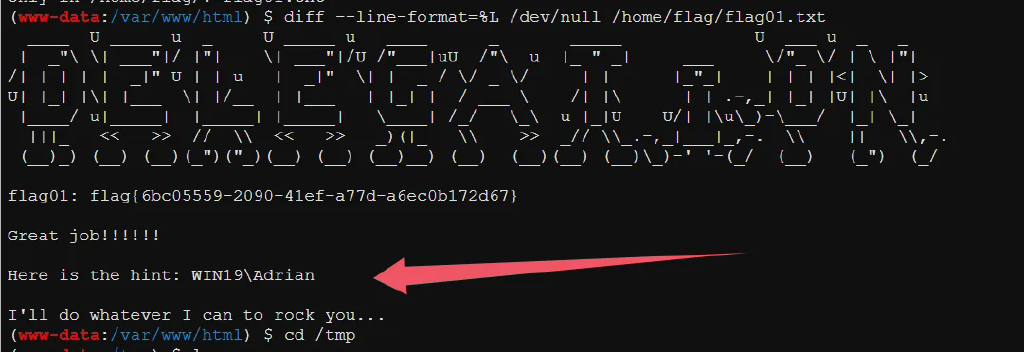 (www-data:/var/www/html) $ diff --line-format=%L /dev/null /home/flag/flag01.txt
DELEGATION
flag01: flag{6bc05559-2090-41ef-a77d-a6ec0b172d67}
Great job!!!!!!
Here is the hint: WIN19\Adrian
I'll do whatever I can to rock you...
(www-data:/var/www/html) $ cd /tmp